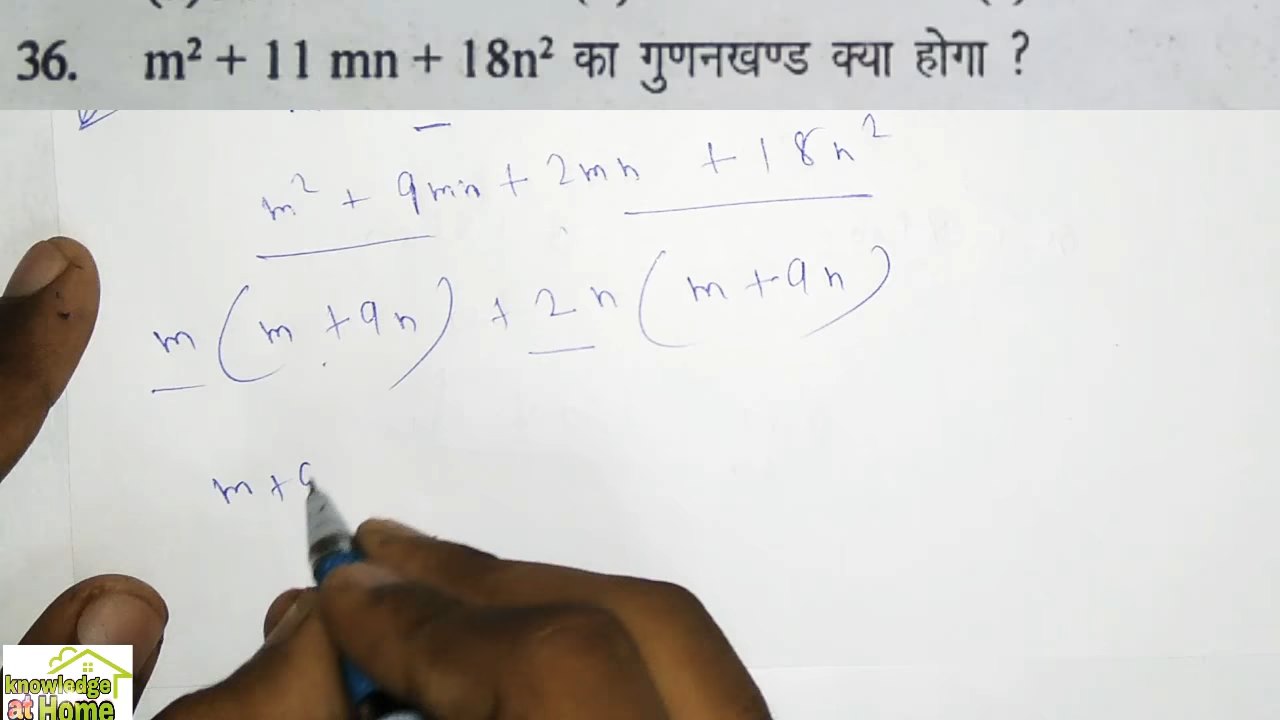 36. m² + 11 mn + 18n² का गुणनखण्ड क्या होगा ?
m² + 9mn + 2mn + 18n²
m(m+9n) + 2n(m+9n)
m+9
knowledge
at Home